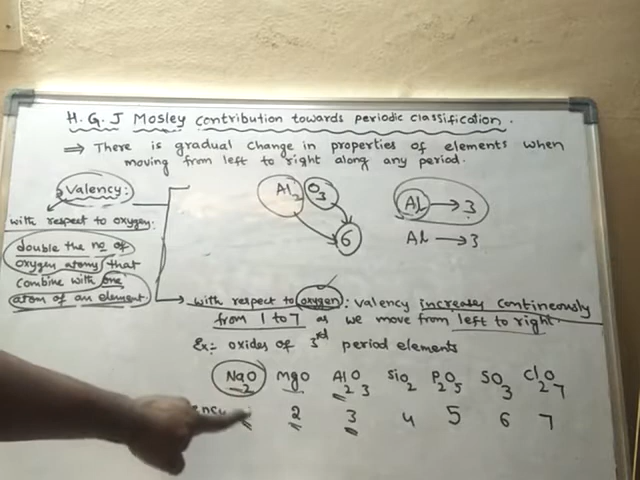 H.G.J Mosley contribution towards periodic classification.
⇒ There is gradual change in properties of elements when
moving from left to right along any period.
Valency:
with respect to oxygen:
double the no of
oxygen atoms that
combine with one
atom of an element.
Al2 O3
6
Al → 3
Al → 3
→ with respect to oxygen: valency increases contineously
from 1 to 7 as we move from left to right.
Ex:- oxides of 3rd period elements
Na2O MgO Al2O3 SiO2 P2O5 SO3 Cl2O7
2 3 4 5 6 7